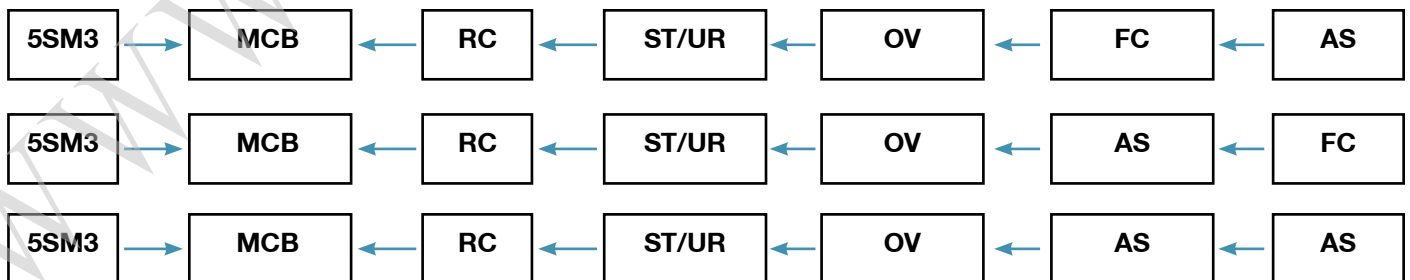 5SM3 MCB RC ST/UR OV FC AS
5SM3 MCB RC ST/UR OV AS FC
5SM3 MCB RC ST/UR OV AS AS